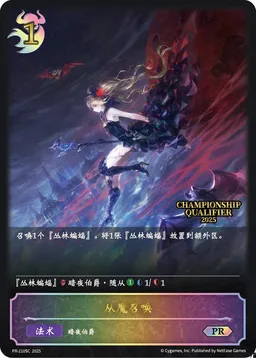 1
CHAMPIONSHIP
QUALIFIER
2025
召唤1个『丛林蝙蝠』。将1张『丛林蝙蝠』放置到额外区。
『丛林蝙蝠』 暗夜伯爵·随从 1 1/ 1
从魔召唤
法术 暗夜伯爵 PR
PR-210SC 2025 © Cygames, Inc. Published by NetEase Games